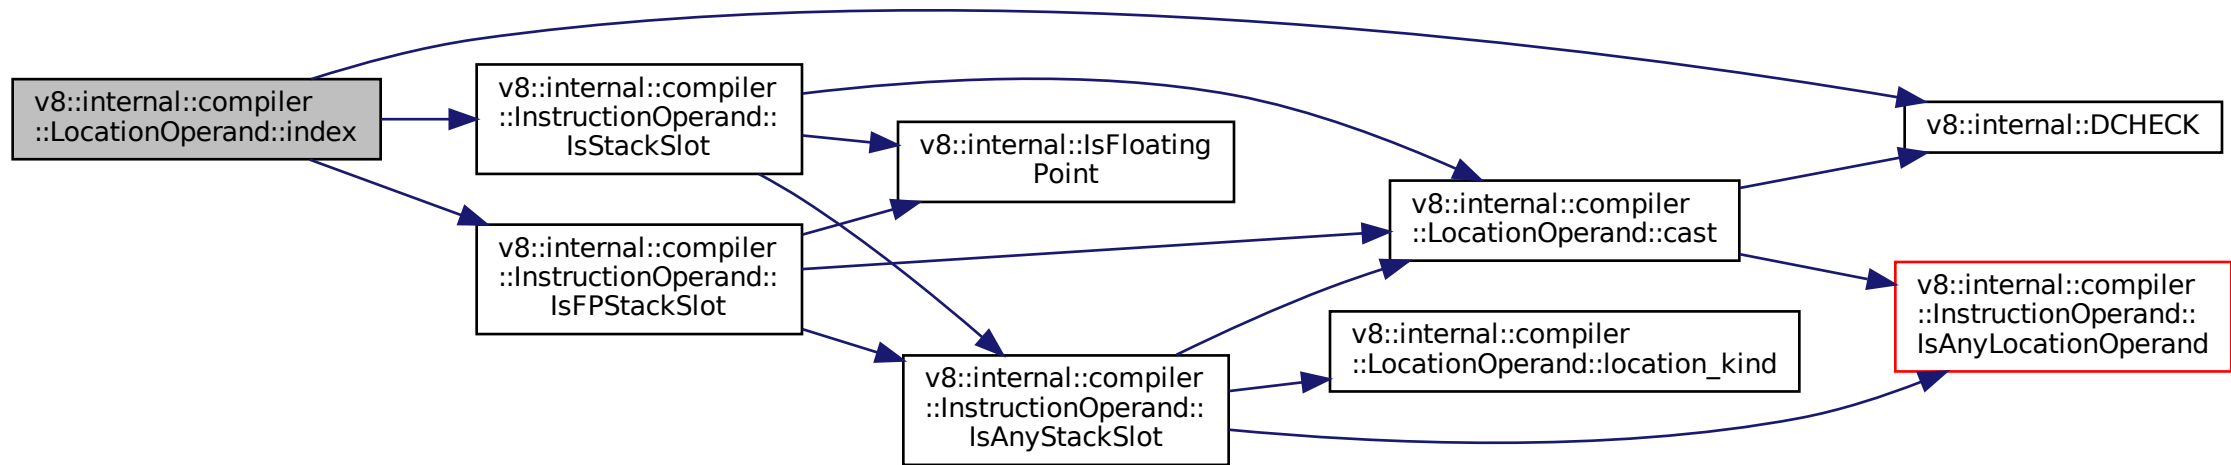 v8::internal::compiler
::LocationOperand::index
v8::internal::compiler
::InstructionOperand::
IsStackSlot
v8::internal::compiler
::InstructionOperand::
IsFPStackSlot
v8::internal::IsFloating
Point
v8::internal::compiler
::InstructionOperand::
IsAnyStackSlot
v8::internal::compiler
::LocationOperand::cast
v8::internal::compiler
::LocationOperand::location_kind
v8::internal::DCHECK
v8::internal::compiler
::InstructionOperand::
IsAnyLocationOperand